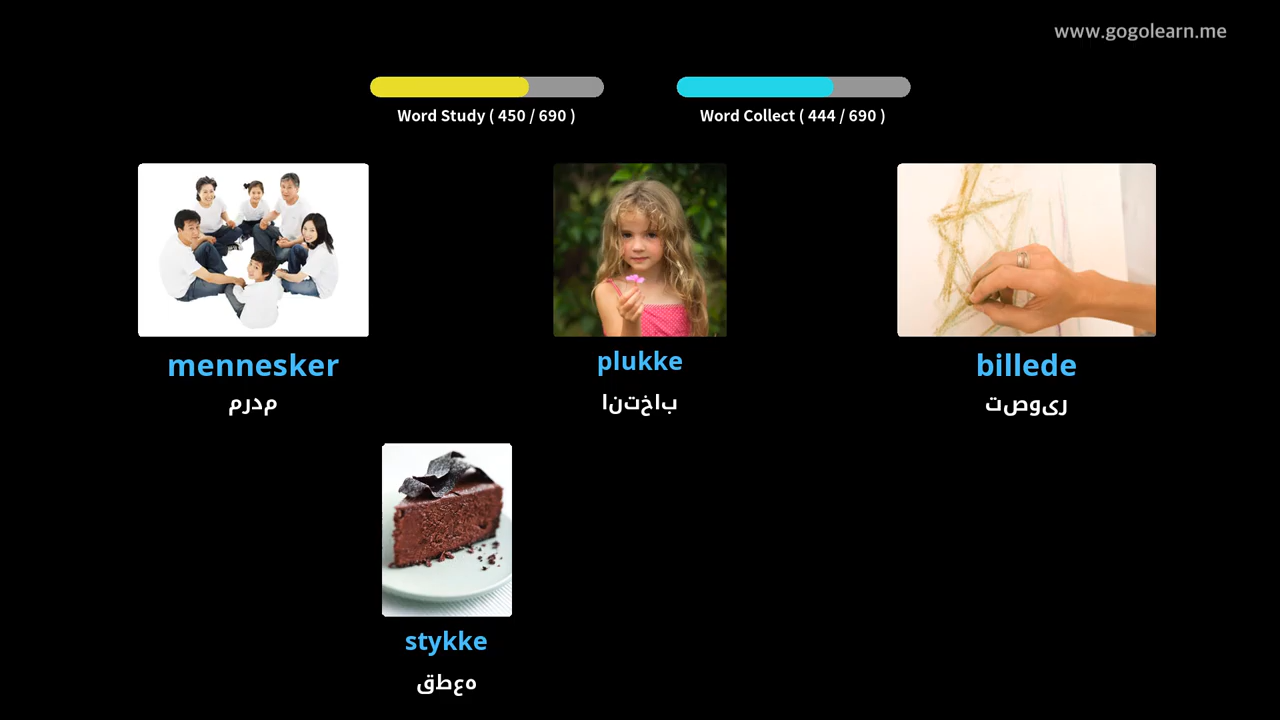 www.gogolearn.me
Word Study ( 450 / 690 )
Word Collect ( 444 / 690 )
mennesker
مدرم
plukke
باختنا
billede
ریوصت
stykke
هعطق